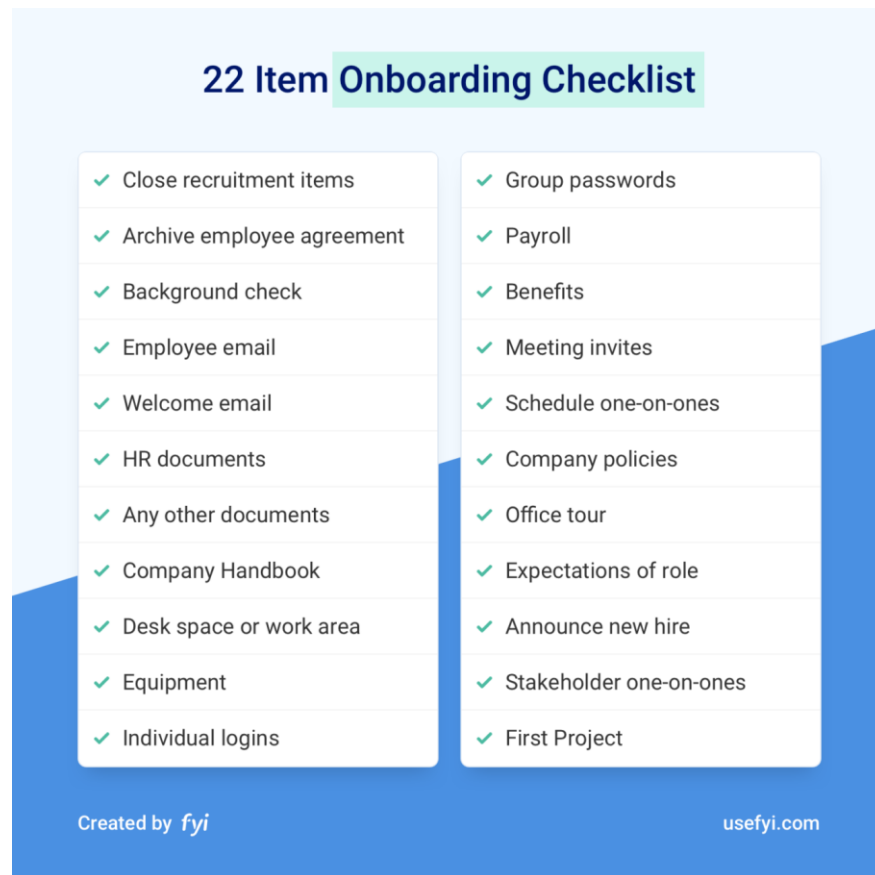 22 Item Onboarding Checklist
Close recruitment items
Archive employee agreement
Background check
Employee email
Welcome email
HR documents
Any other documents
Company Handbook
Desk space or work area
Equipment
Individual logins
Group passwords
Payroll
Benefits
Meeting invites
Schedule one-on-ones
Company policies
Office tour
Expectations of role
Announce new hire
Stakeholder one-on-ones
First Project
Created by fyi
usefyi.com